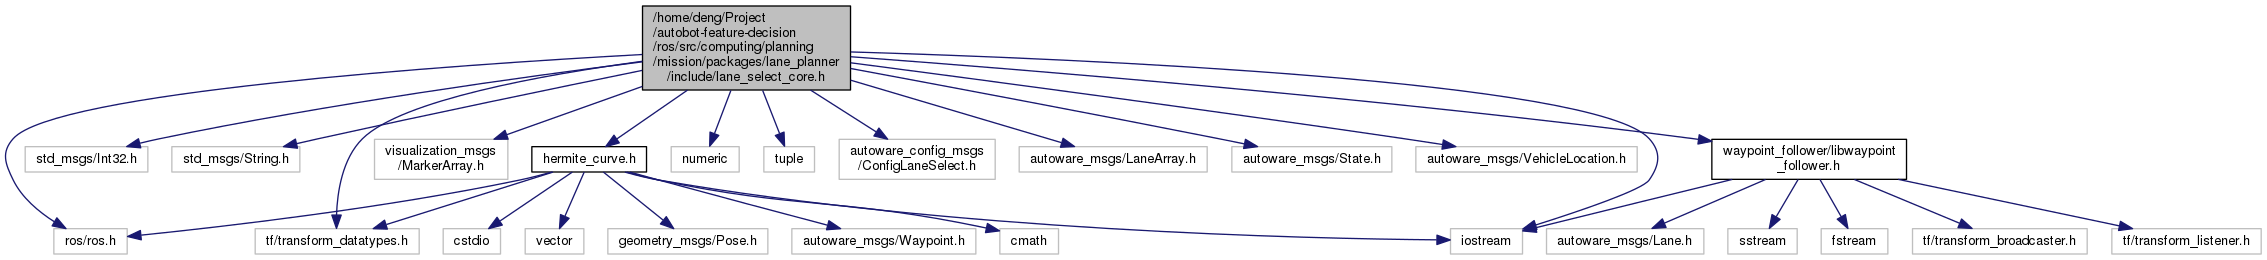 /home/deng/Project
/autobot-feature-decision
/ros/src/computing/planning
/mission/packages/lane_planner
/include/lane_select_core.h
std_msgs/Int32.h
std_msgs/String.h
visualization_msgs
/MarkerArray.h
hermite_curve.h
numeric
tuple
autoware_config_msgs
/ConfigLaneSelect.h
autoware_msgs/LaneArray.h
autoware_msgs/State.h
autoware_msgs/VehicleLocation.h
waypoint_follower/libwaypoint
_follower.h
ros/ros.h
tf/transform_datatypes.h
cstdio
vector
geometry_msgs/Pose.h
autoware_msgs/Waypoint.h
cmath
iostream
autoware_msgs/Lane.h
sstream
fstream
tf/transform_broadcaster.h
tf/transform_listener.h